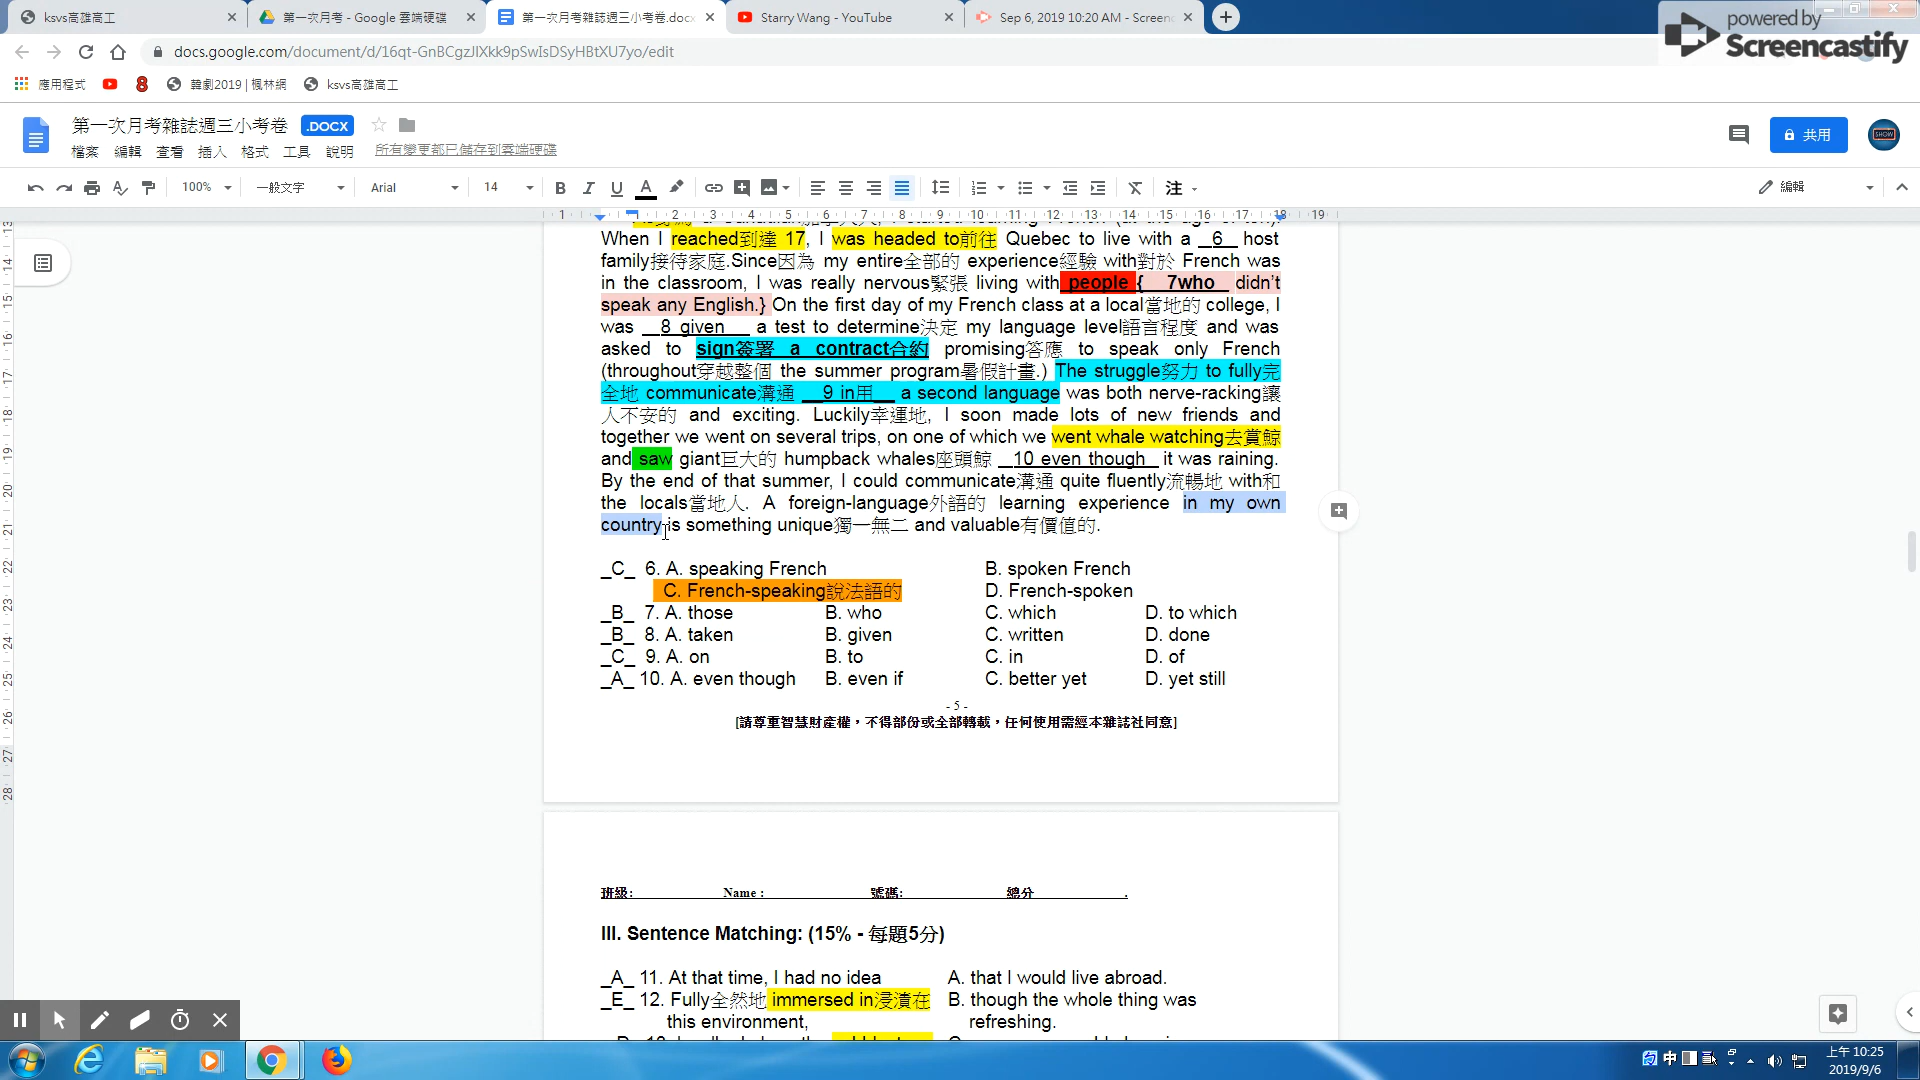 ksvs高雄高工
第一次月考 - Google 雲端硬碟
第一次月考雜誌週三小考卷.docx
Starry Wang - YouTube
Sep 6, 2019 10:20 AM - Screenc
powered by
Screencastify
docs.google.com/document/d/16qt-GnBCgzJlXkk9pSwIsDSyHBtXU7yo/edit
應用程式
韓劇2019 | 楓林網
ksvs高雄高工
第一次月考雜誌週三小考卷 .DOCX
檔案 編輯 查看 插入 格式 工具 說明 所有變更都已儲存到雲端硬碟
共用
100% 一般文字 Arial 14 注 編輯
When I reached到達 17, I was headed to前往 Quebec to live with a _6_ host
family接待家庭.Since因為 my entire全部的 experience經驗 with對於 French was
in the classroom, I was really nervous緊張 living with people { 7who didn't
speak any English.} On the first day of my French class at a local當地的 college, I
was __8 given__ a test to determine決定 my language level語言程度 and was
asked to sign簽署 a contract合約 promising答應 to speak only French
(throughout穿越整個 the summer program暑假計畫.) The struggle努力 to fully完
全地 communicate溝通 __9 in用__ a second language was both nerve-racking讓
人不安的 and exciting. Luckily幸運地, I soon made lots of new friends and
together we went on several trips, on one of which we went whale watching去賞鯨
and saw giant巨大的 humpback whales座頭鯨 _10 even though_ it was raining.
By the end of that summer, I could communicate溝通 quite fluently流暢地 with和
the locals當地人. A foreign-language外語的 learning experience in my own
country is something unique獨一無二 and valuable有價值的.
_C_ 6. A. speaking French B. spoken French
C. French-speaking說法語的 D. French-spoken
_B_ 7. A. those B. who C. which D. to which
_B_ 8. A. taken B. given C. written D. done
_C_ 9. A. on B. to C. in D. of
_A_ 10. A. even though B. even if C. better yet D. yet still
- 5 -
[請尊重智慧財產權，不得部份或全部轉載，任何使用需經本雜誌社同意]
班級: Name : 號碼: 總分 .
III. Sentence Matching: (15% - 每題5分)
_A_ 11. At that time, I had no idea A. that I would live abroad.
_E_ 12. Fully全然地 immersed in浸漬在 B. though the whole thing was
this environment, refreshing.
中
上午 10:25
2019/9/6